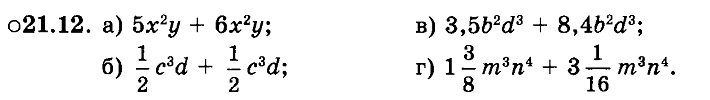 ○21.12. а) 5x²y + 6x²y; в) 3,5b²d³ + 8,4b²d³;
б) 1/2 c³d + 1/2 c³d; г) 1 3/8 m³n⁴ + 3 1/16 m³n⁴.